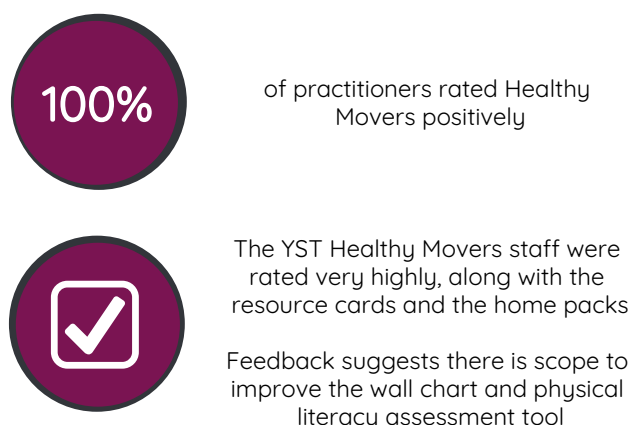 100%
of practitioners rated Healthy
Movers positively
The YST Healthy Movers staff were
rated very highly, along with the
resource cards and the home packs
Feedback suggests there is scope to
improve the wall chart and physical
literacy assessment tool